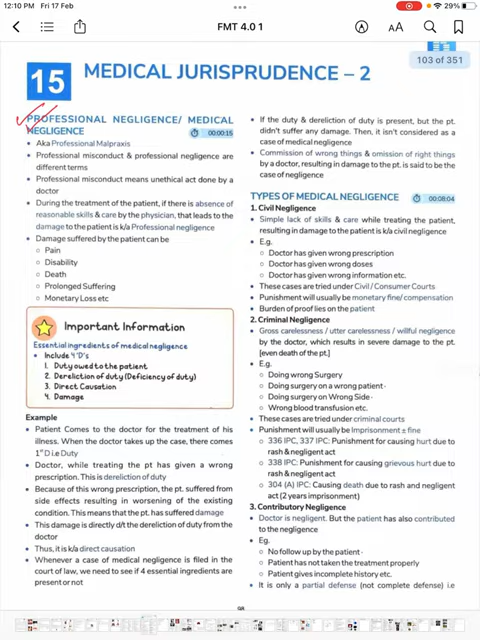 12:10 PM Fri 17 Feb
29%
FMT 4.0 1
AA
103 of 351
15
MEDICAL JURISPRUDENCE – 2
PROFESSIONAL NEGLIGENCE/ MEDICAL
NEGLIGENCE
00:00:15
• Aka Professional Malpraxis
• Professional misconduct & professional negligence are
different terms
• Professional misconduct means unethical act done by a
doctor
• During the treatment of the patient, if there is absence of
reasonable skills & care by the physician, that leads to the
damage to the patient is k/a Professional negligence
• Damage suffered by the patient can be
○ Pain
○ Disability
○ Death
○ Prolonged Suffering
○ Monetary Loss etc
Important Information
Essential ingredients of medical negligence
• Include 4 'D's
1. Duty owed to the patient
2. Dereliction of duty (Deficiency of duty)
3. Direct Causation
4. Damage
Example
• Patient Comes to the doctor for the treatment of his
illness. When the doctor takes up the case, there comes
1st D i.e Duty
• Doctor, while treating the pt has given a wrong
prescription. This is dereliction of duty
• Because of this wrong prescription, the pt. suffered from
side effects resulting in worsening of the existing
condition. This means that the pt. has suffered damage
• This damage is directly d/t the dereliction of duty from the
doctor
• Thus, it is k/a direct causation
• Whenever a case of medical negligence is filed in the
court of law, we need to see if 4 essential ingredients are
present or not
• If the duty & dereliction of duty is present, but the pt.
didn't suffer any damage. Then, it isn't considered as a
case of medical negligence
• Commission of wrong things & omission of right things
by a doctor, resulting in damage to the pt. is said to be the
case of negligence
TYPES OF MEDICAL NEGLIGENCE
00:08:04
1. Civil Negligence
• Simple lack of skills & care while treating the patient,
resulting in damage to the patient is k/a civil negligence
• E.g.
○ Doctor has given wrong prescription
○ Doctor has given wrong doses
○ Doctor has given wrong information etc.
• These cases are tried under Civil / Consumer Courts
• Punishment will usually be monetary fine/ compensation
• Burden of proof lies on the patient
2. Criminal Negligence
• Gross carelessness / utter carelessness / willful negligence
by the doctor, which results in severe damage to the pt.
[even death of the pt.]
• E.g.
○ Doing wrong Surgery
○ Doing surgery on a wrong patient
○ Doing surgery on Wrong Side
○ Wrong blood transfusion etc.
• These cases are tried under criminal courts
• Punishment will usually be Imprisonment ± fine
○ 336 IPC, 337 IPC: Punishment for causing hurt due to
rash & negligent act
○ 338 IPC: Punishment for causing grievous hurt due to
rash & negligent act
○ 304 (A) IPC: Causing death due to rash and negligent
act (2 years imprisonment)
3. Contributory Negligence
• Doctor is negligent. But the patient has also contributed
to the negligence
• Eg.
○ No follow up by the patient
○ Patient has not taken the treatment properly
○ Patient gives incomplete history etc.
• It is only a partial defense (not complete defense) i.e